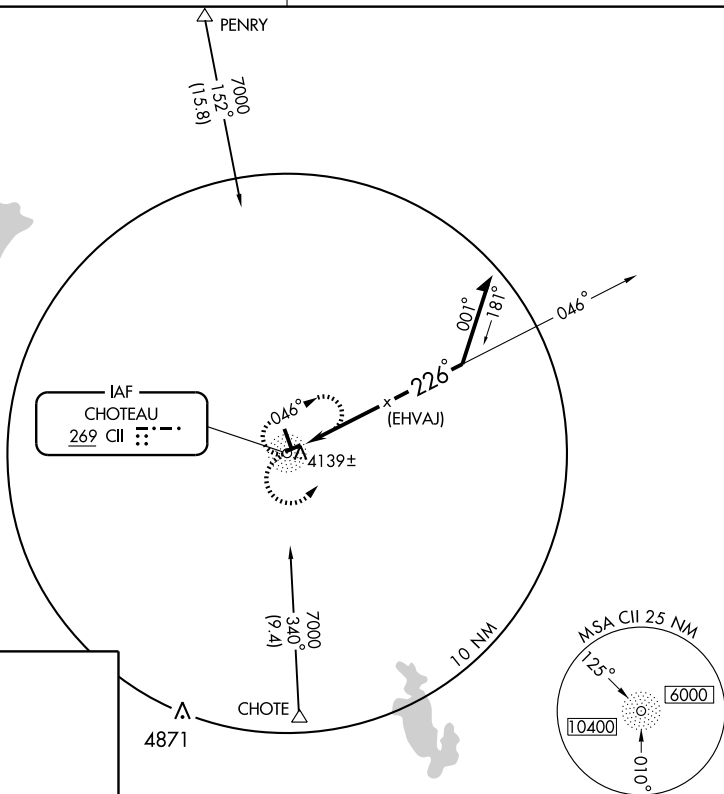 PENRY
7000
152°
(15.8)
001°
181°
046°
226°
(EHVAJ)
IAF
CHOTEAU
269 CII
046°
4139±
7000
340°
(9.4)
10 NM
CHOTE
4871
MSA CII 25 NM
125°
6000
10400
010°